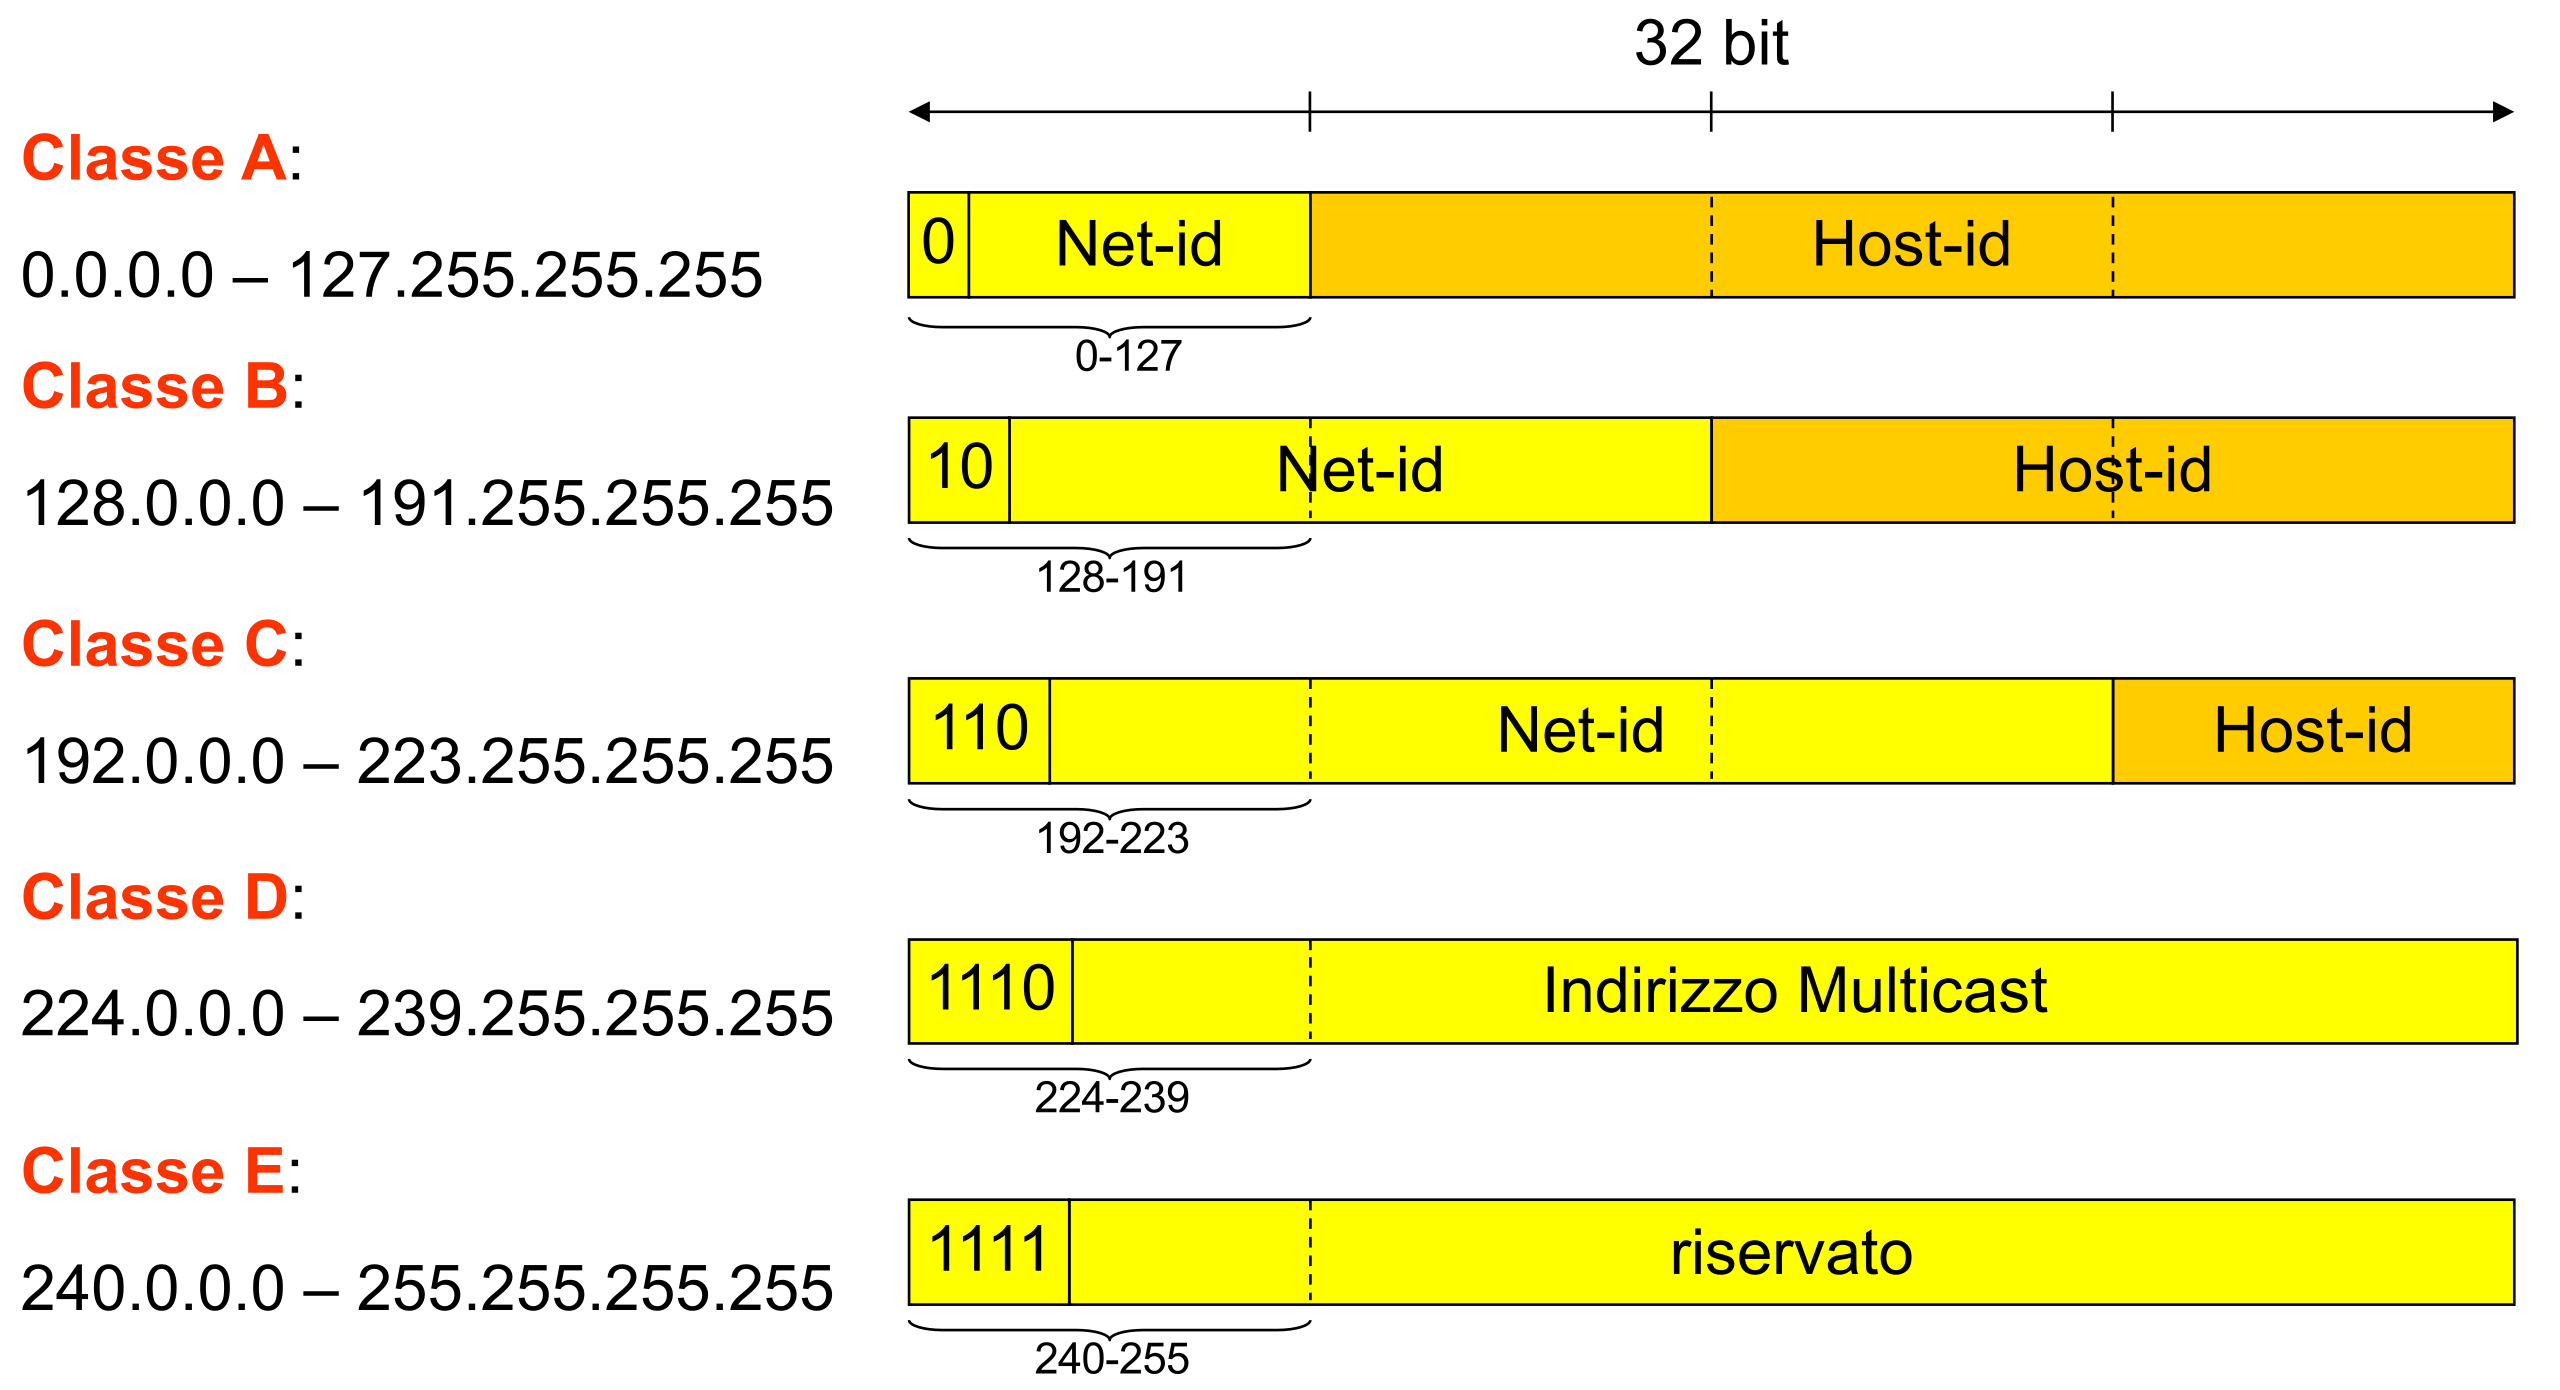 32 bit
Classe A:
0.0.0.0 – 127.255.255.255
0 Net-id Host-id
0-127
Classe B:
128.0.0.0 – 191.255.255.255
10 Net-id Host-id
128-191
Classe C:
192.0.0.0 – 223.255.255.255
110 Net-id Host-id
192-223
Classe D:
224.0.0.0 – 239.255.255.255
1110 Indirizzo Multicast
224-239
Classe E:
240.0.0.0 – 255.255.255.255
1111 riservato
240-255